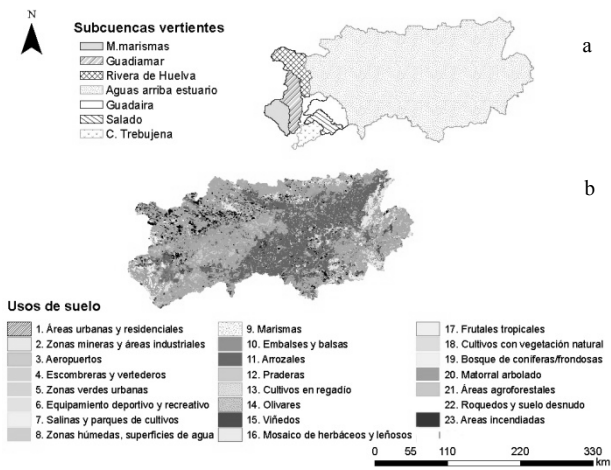 N
Subcuencas vertientes
M.marismas
Guadiamar
Rivera de Huelva
Aguas arriba estuario
Guadaira
Salado
C. Trebujena
a
b
Usos de suelo
1. Áreas urbanas y residenciales
2. Zonas mineras y áreas industriales
3. Aeropuertos
4. Escombreras y vertederos
5. Zonas verdes urbanas
6. Equipamiento deportivo y recreativo
7. Salinas y parques de cultivos
8. Zonas húmedas, superficies de agua
9. Marismas
10. Embalses y balsas
11. Arrozales
12. Praderas
13. Cultivos en regadío
14. Olivares
15. Viñedos
16. Mosaico de herbáceos y leñosos
17. Frutales tropicales
18. Cultivos con vegetación natural
19. Bosque de coníferas/frondosas
20. Matorral arbolado
21. Áreas agroforestales
22. Roquedos y suelo desnudo
23. Areas incendiadas
0 55 110 220 330
km